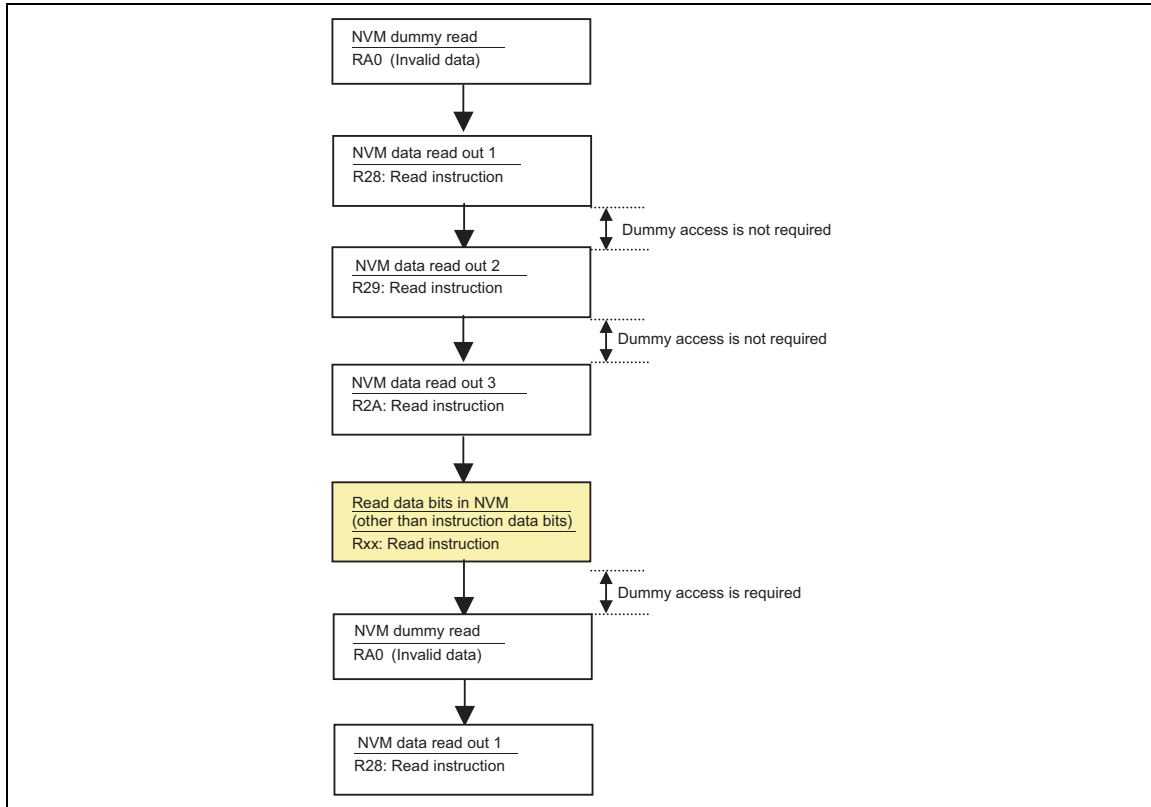 NVM dummy read
RA0 (Invalid data)
NVM data read out 1
R28: Read instruction
Dummy access is not required
NVM data read out 2
R29: Read instruction
Dummy access is not required
NVM data read out 3
R2A: Read instruction
Read data bits in NVM
(other than instruction data bits)
Rxx: Read instruction
Dummy access is required
NVM dummy read
RA0 (Invalid data)
NVM data read out 1
R28: Read instruction